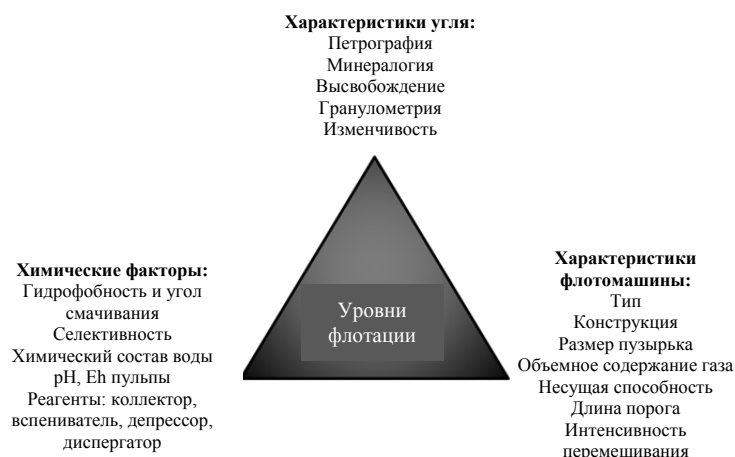 Характеристики угля:
Петрография
Минералогия
Высвобождение
Гранулометрия
Изменчивость
Химические факторы:
Гидрофобность и угол
смачивания
Селективность
Химический состав воды
pH, Eh пульпы
Реагенты: коллектор,
вспениватель, депрессор,
диспергатор
Уровни
флотации
Характеристики
флотомашины:
Тип
Конструкция
Размер пузырька
Объемное содержание газа
Несущая способность
Длина порога
Интенсивность
перемешивания